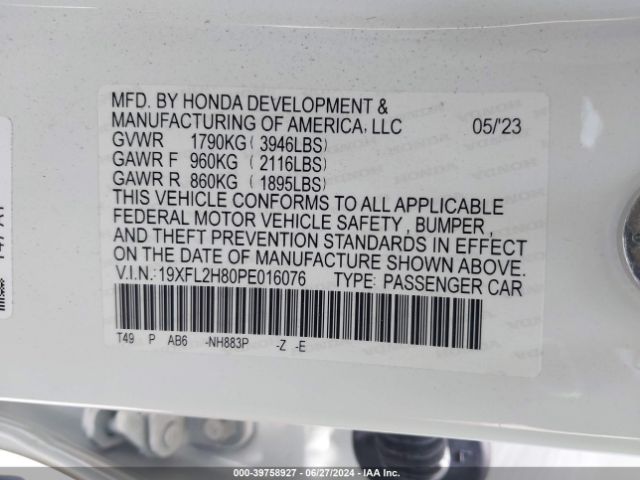 MFD. BY HONDA DEVELOPMENT &
MANUFACTURING OF AMERICA, LLC 05/'23
GVWR 1790KG ( 3946LBS)
GAWR F 960KG ( 2116LBS)
GAWR R 860KG ( 1895LBS)
THIS VEHICLE CONFORMS TO ALL APPLICABLE
FEDERAL MOTOR VEHICLE SAFETY , BUMPER ,
AND THEFT PREVENTION STANDARDS IN EFFECT
ON THE DATE OF MANUFACTURE SHOWN ABOVE.
V.I.N.: 19XFL2H80PE016076 TYPE: PASSENGER CAR
T49 P AB6 -NH883P -Z -E
000-39758927 - 06/27/2024 - IAA Inc.